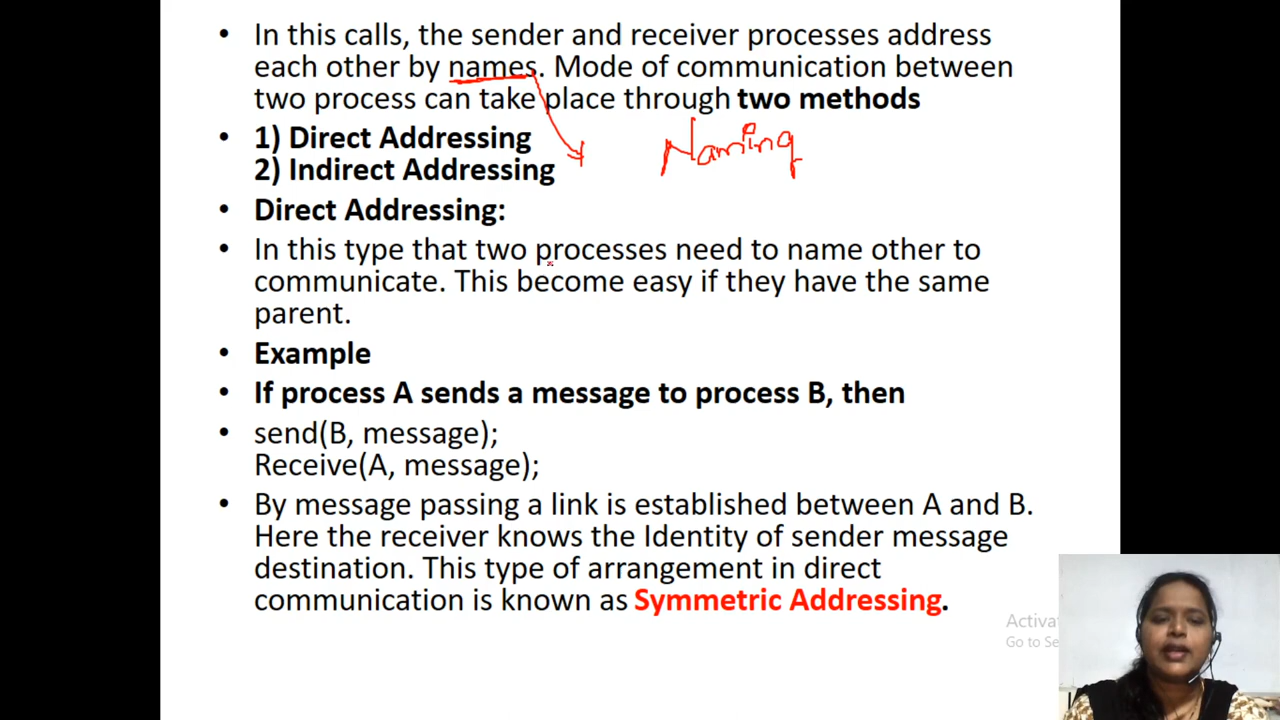 • In this calls, the sender and receiver processes address
each other by names. Mode of communication between
two process can take place through two methods
• 1) Direct Addressing
Naming
2) Indirect Addressing
• Direct Addressing:
• In this type that two processes need to name other to
communicate. This become easy if they have the same
parent.
• Example
• If process A sends a message to process B, then
• send(B, message);
Receive(A, message);
• By message passing a link is established between A and B.
Here the receiver knows the Identity of sender message
destination. This type of arrangement in direct
communication is known as Symmetric Addressing.
Go to Se